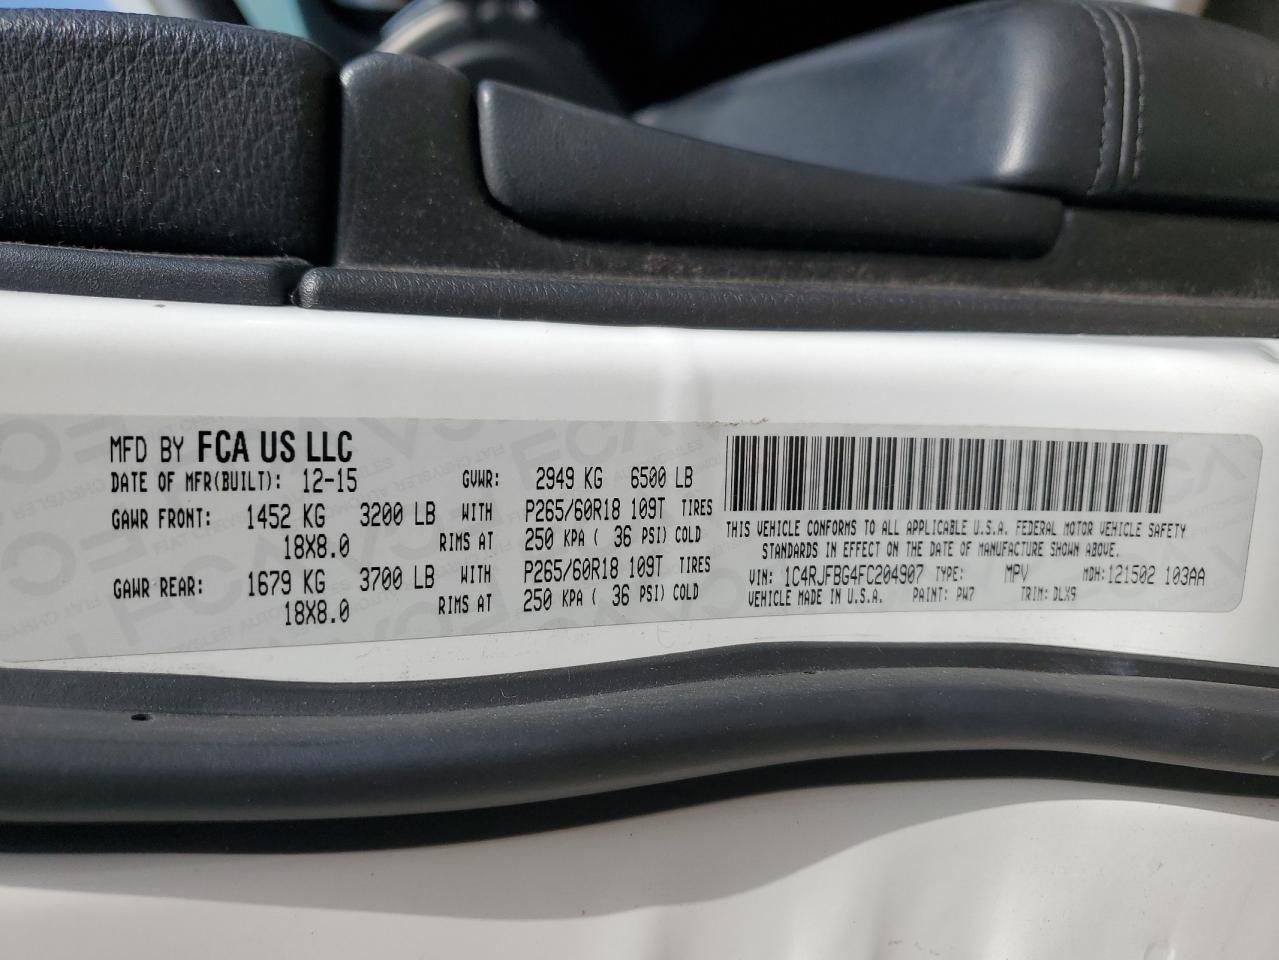 MFD BY FCA US LLC
DATE OF MFR(BUILT): 12-15 GVWR: 2949 KG 6500 LB
GAWR FRONT: 1452 KG 3200 LB WITH P265/60R18 109T TIRES
18X8.0 RIMS AT 250 KPA ( 36 PSI) COLD
GAWR REAR: 1679 KG 3700 LB WITH P265/60R18 109T TIRES
18X8.0 RIMS AT 250 KPA ( 36 PSI) COLD
THIS VEHICLE CONFORMS TO ALL APPLICABLE U.S.A. FEDERAL MOTOR VEHICLE SAFETY
STANDARDS IN EFFECT ON THE DATE OF MANUFACTURE SHOWN ABOVE.
VIN: 1C4RJFBG4FC204907 TYPE: MPV MDH:121502 103AA
VEHICLE MADE IN U.S.A. PAINT: PW7 TRIM: DLX9